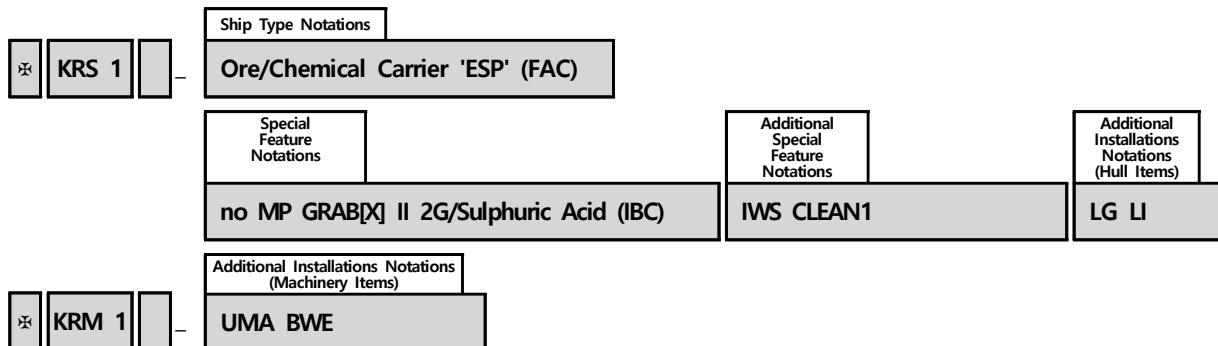 Ship Type Notations
✠ KRS 1 – Ore/Chemical Carrier 'ESP' (FAC)
Special
Feature
Notations
Additional
Special
Feature
Notations
Additional
Installations
Notations
(Hull Items)
no MP GRAB[X] II 2G/Sulphuric Acid (IBC) IWS CLEAN1 LG LI
Additional Installations Notations
(Machinery Items)
✠ KRM 1 – UMA BWE